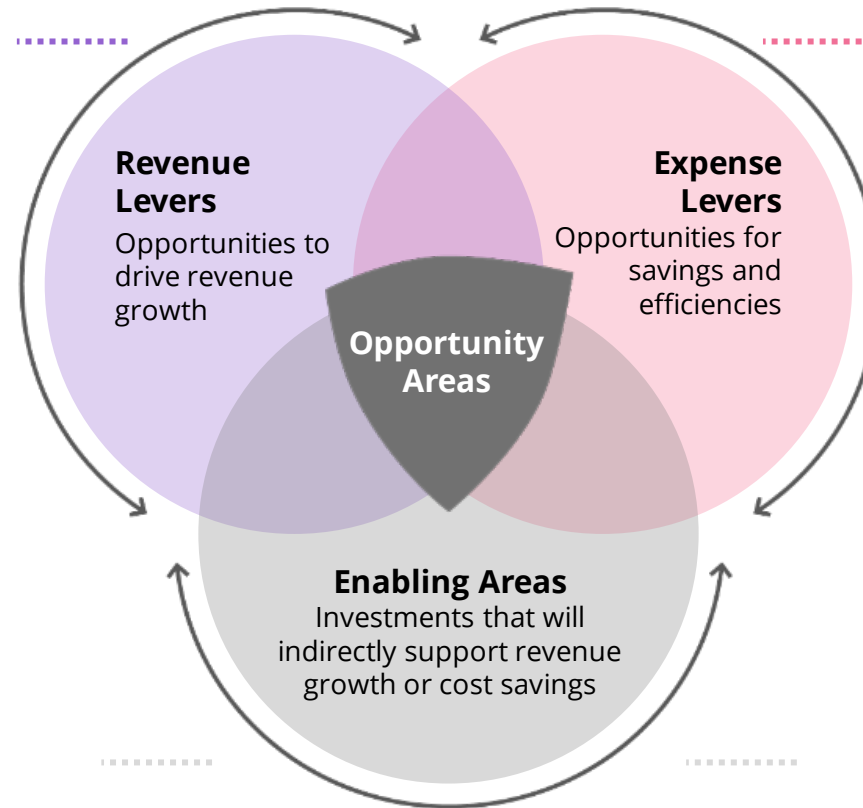 Revenue
Levers
Opportunities to
drive revenue
growth
Expense
Levers
Opportunities for
savings and
efficiencies
Opportunity
Areas
Enabling Areas
Investments that will
indirectly support revenue
growth or cost savings